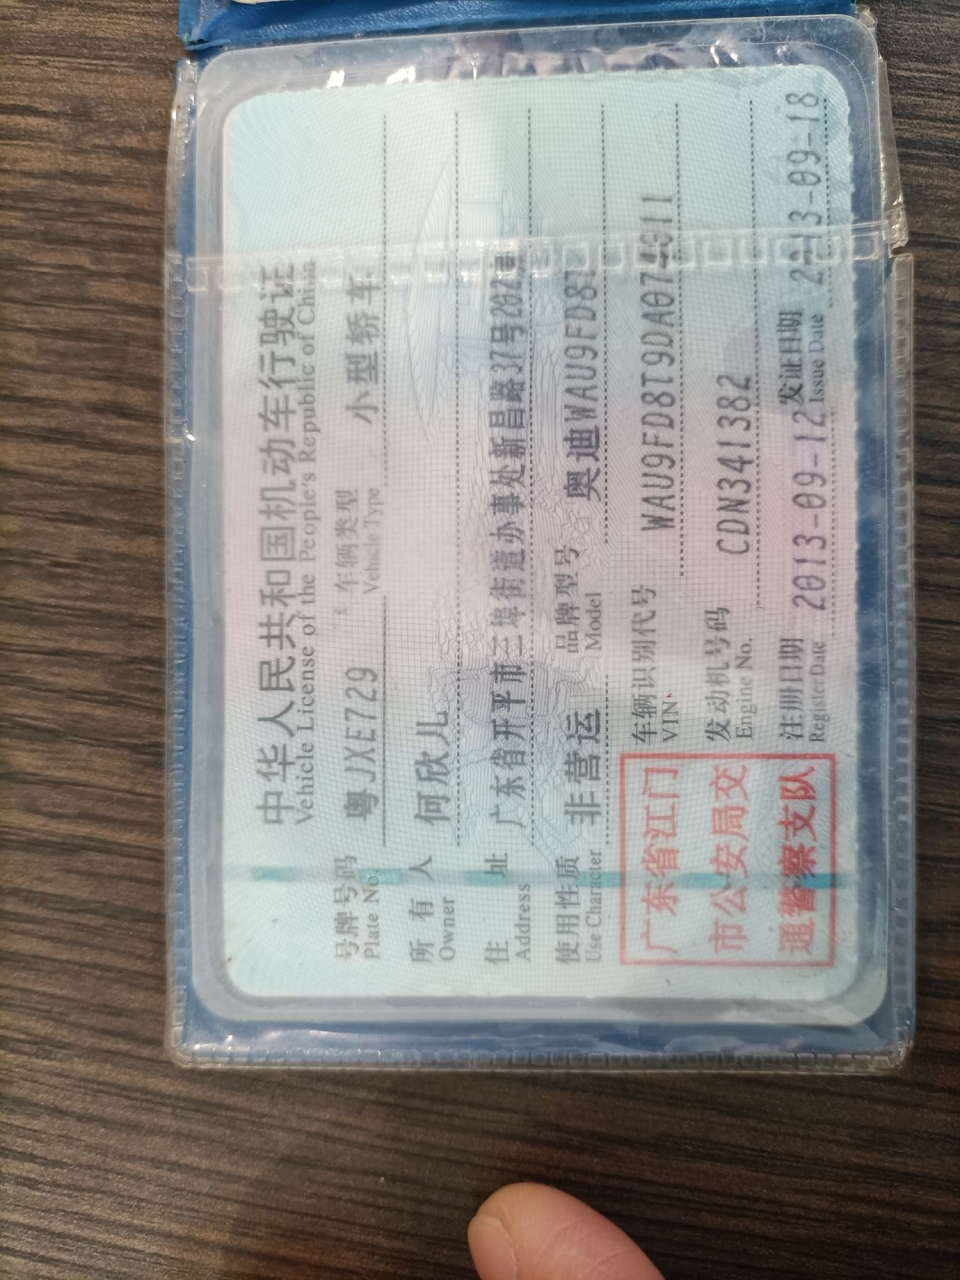 中华人民共和国机动车行驶证
Vehicle License of the People's Republic of China
号牌号码 粤JXE729 车辆类型 小型轿车
Plate No. Vehicle Type
所有人 何欣儿
Owner
住址 广东省开平市三埠街道办事处新昌路37号202
Address
使用性质 非营运 品牌型号 奥迪WAU9FD8T
Use Character Model
广东省江门
市公安局交
通警察支队
车辆识别代号 WAU9FD8T9DA074911
VIN
发动机号码 CDN341382
Engine No.
注册日期 2013-09-12 发证日期 2013-09-18
Register Date Issue Date